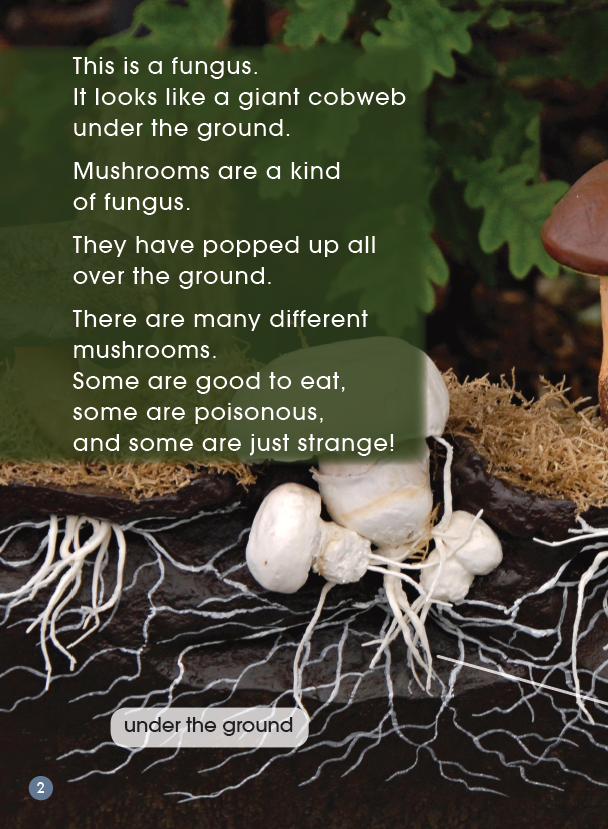 This is a fungus.
It looks like a giant cobweb
under the ground.
Mushrooms are a kind
of fungus.
They have popped up all
over the ground.
There are many different
mushrooms.
Some are good to eat,
some are poisonous,
and some are just strange!
under the ground
2